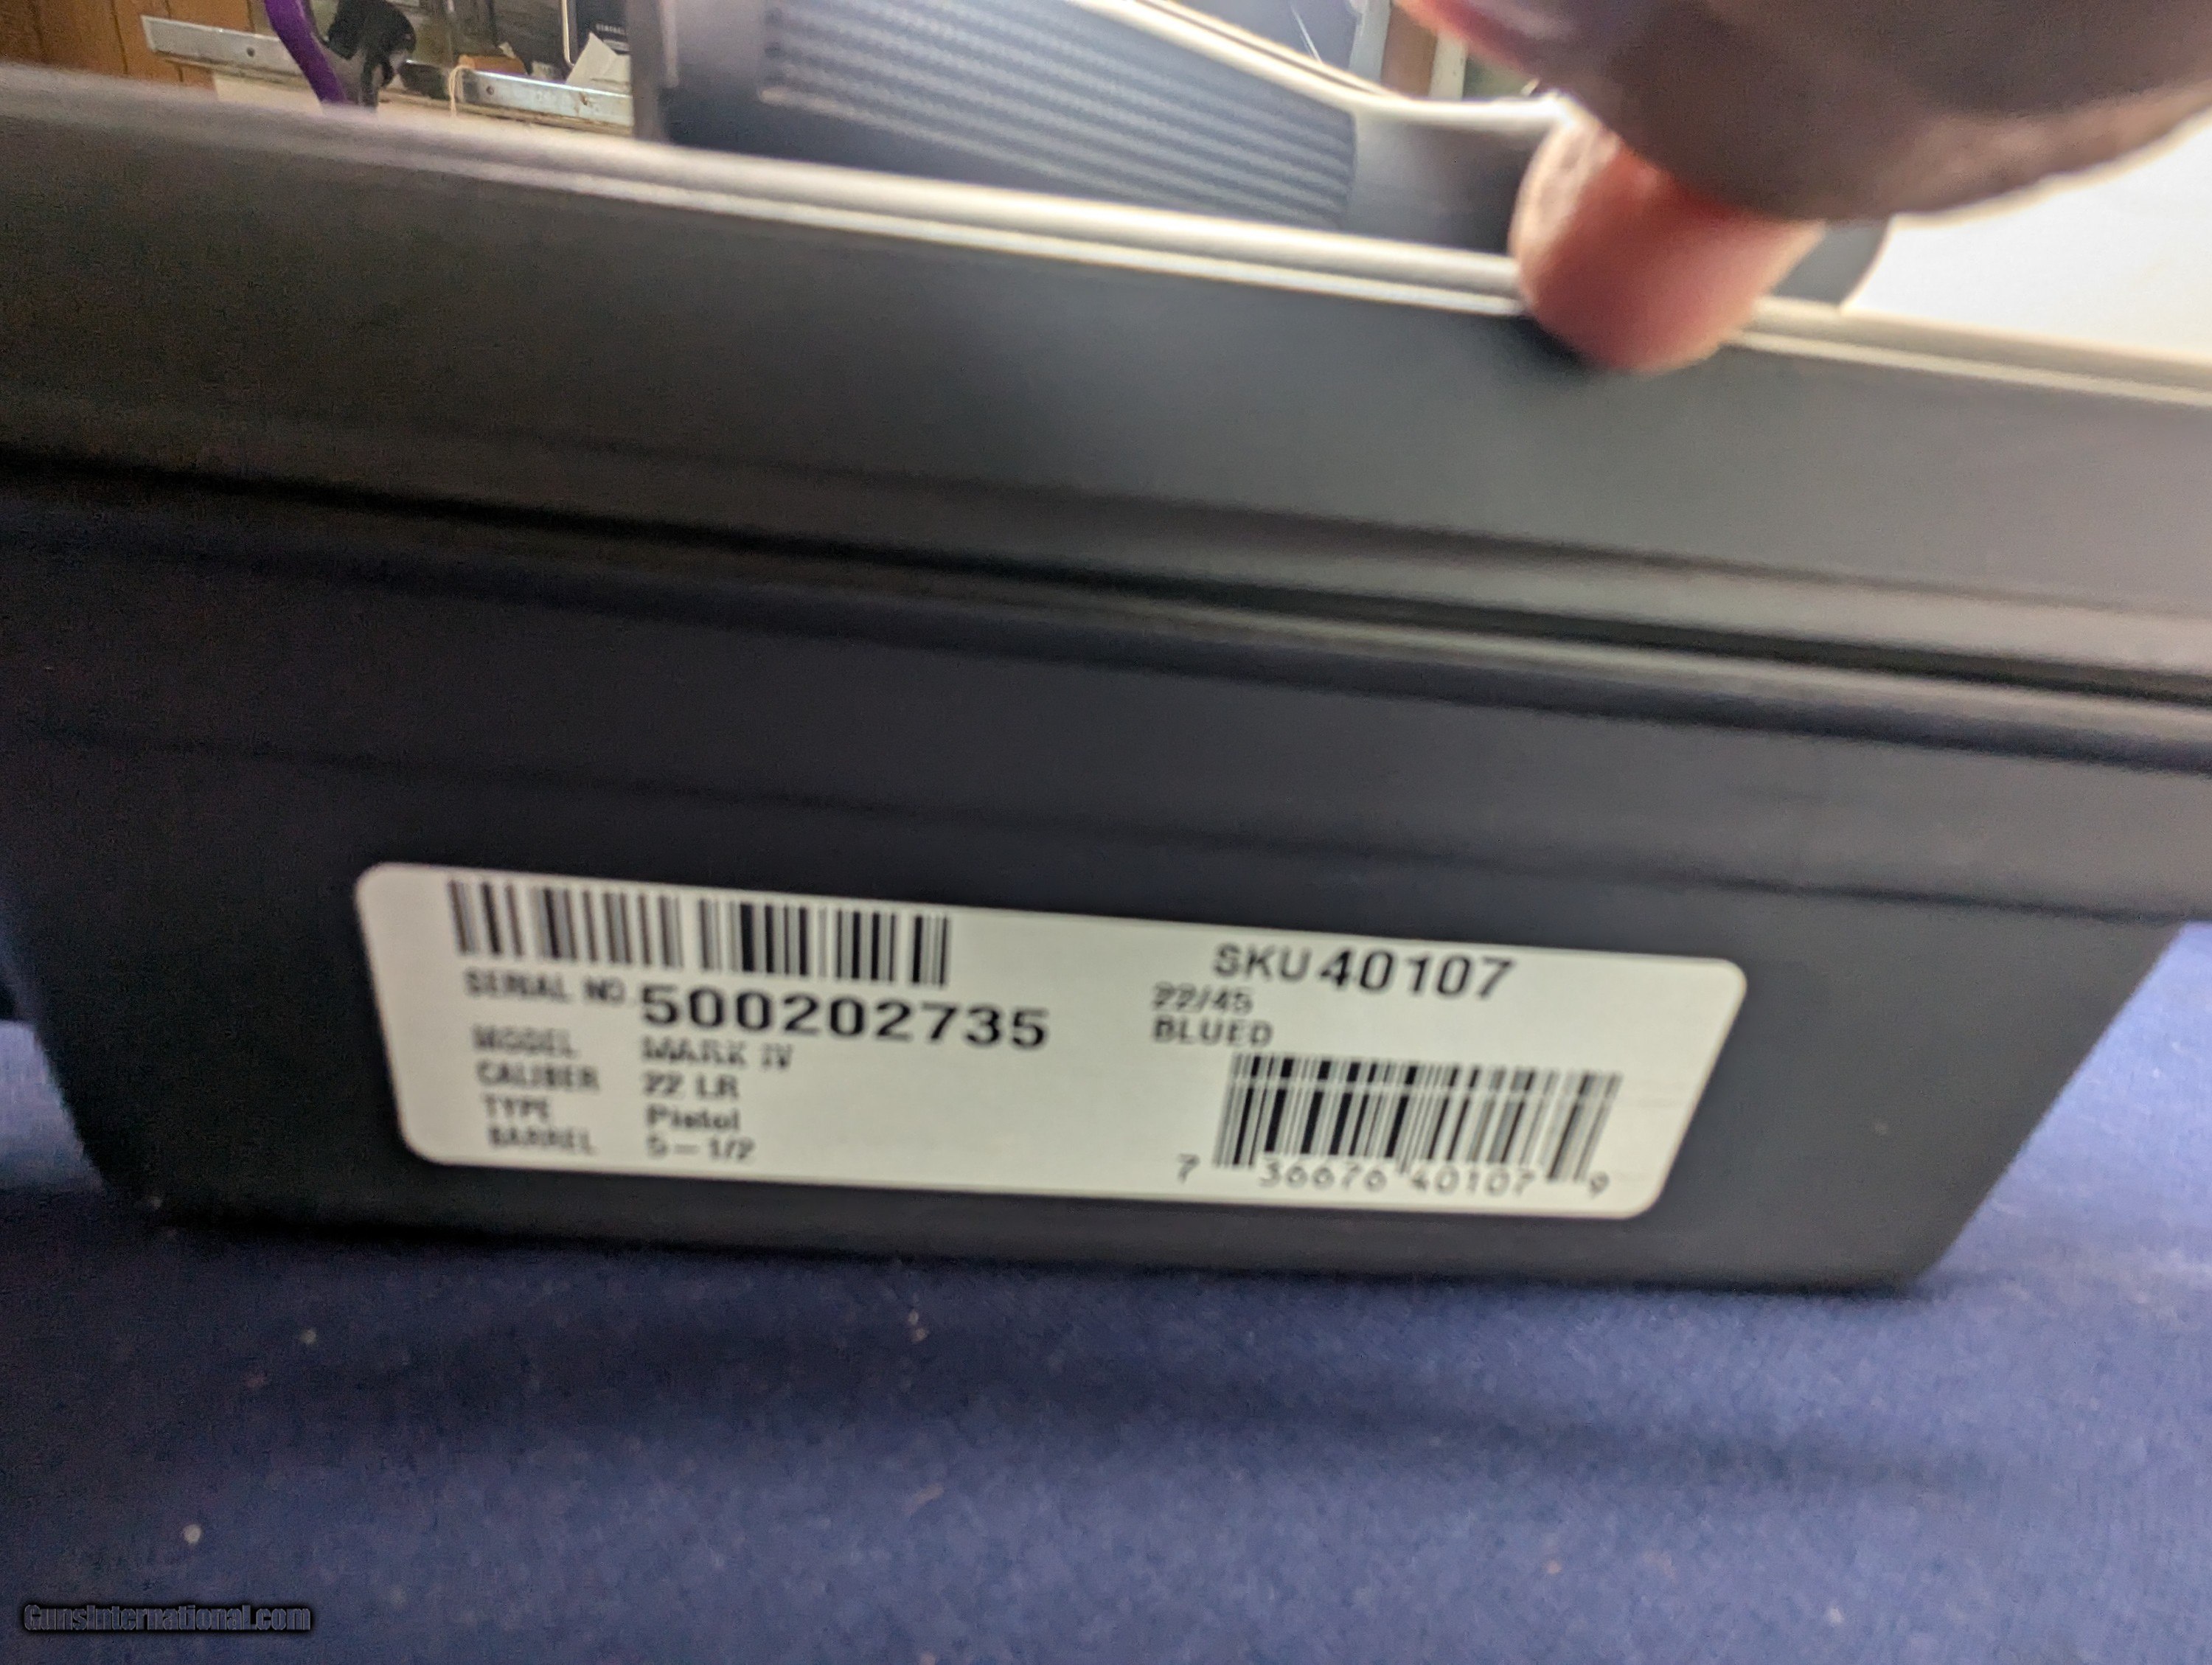 SERIAL NO. 500202735
MODEL MARK IV
CALIBER 22 LR
TYPE Pistol
BARREL 5-1/2
SKU 40107
22/45
BLUED
7 36676 40107 9
GunsInternational.com